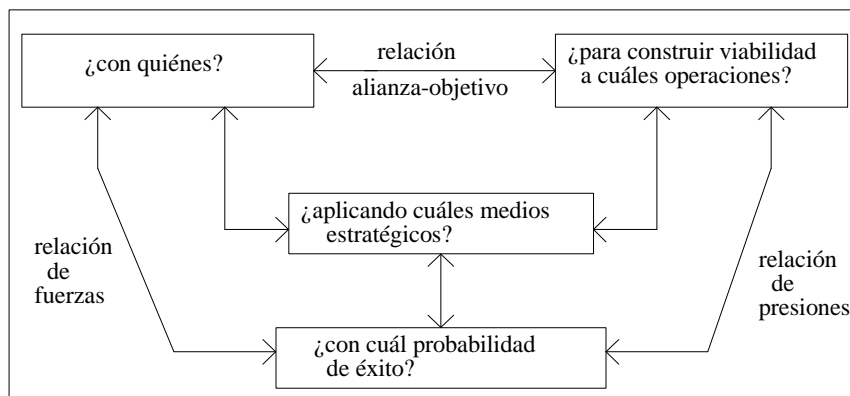 ¿con quiénes?
relación
alianza-objetivo
¿para construir viabilidad
a cuáles operaciones?
¿aplicando cuáles medios
estratégicos?
relación
de
fuerzas
relación
de
presiones
¿con cuál probabilidad
de éxito?